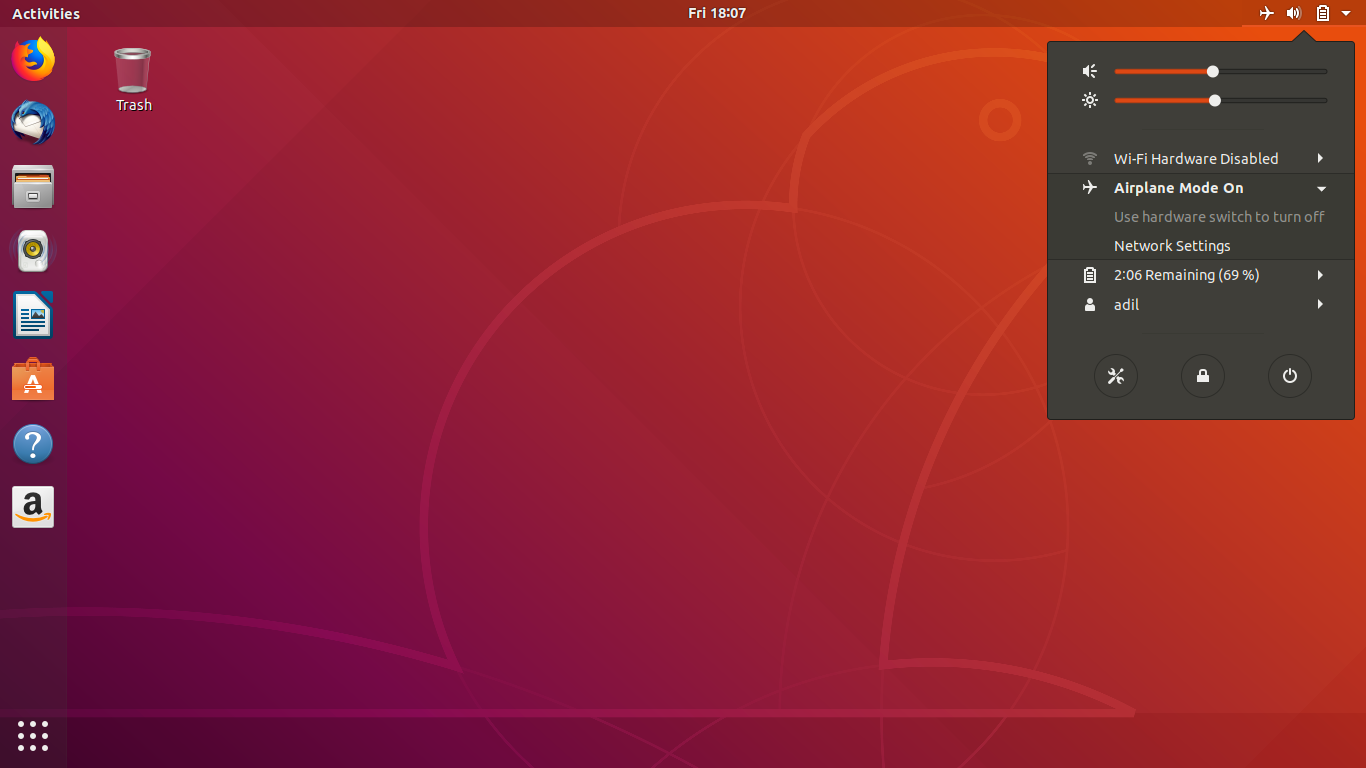 Activities
Fri 18:07
Trash
Wi-Fi Hardware Disabled
Airplane Mode On
Use hardware switch to turn off
Network Settings
2:06 Remaining (69 %)
adil